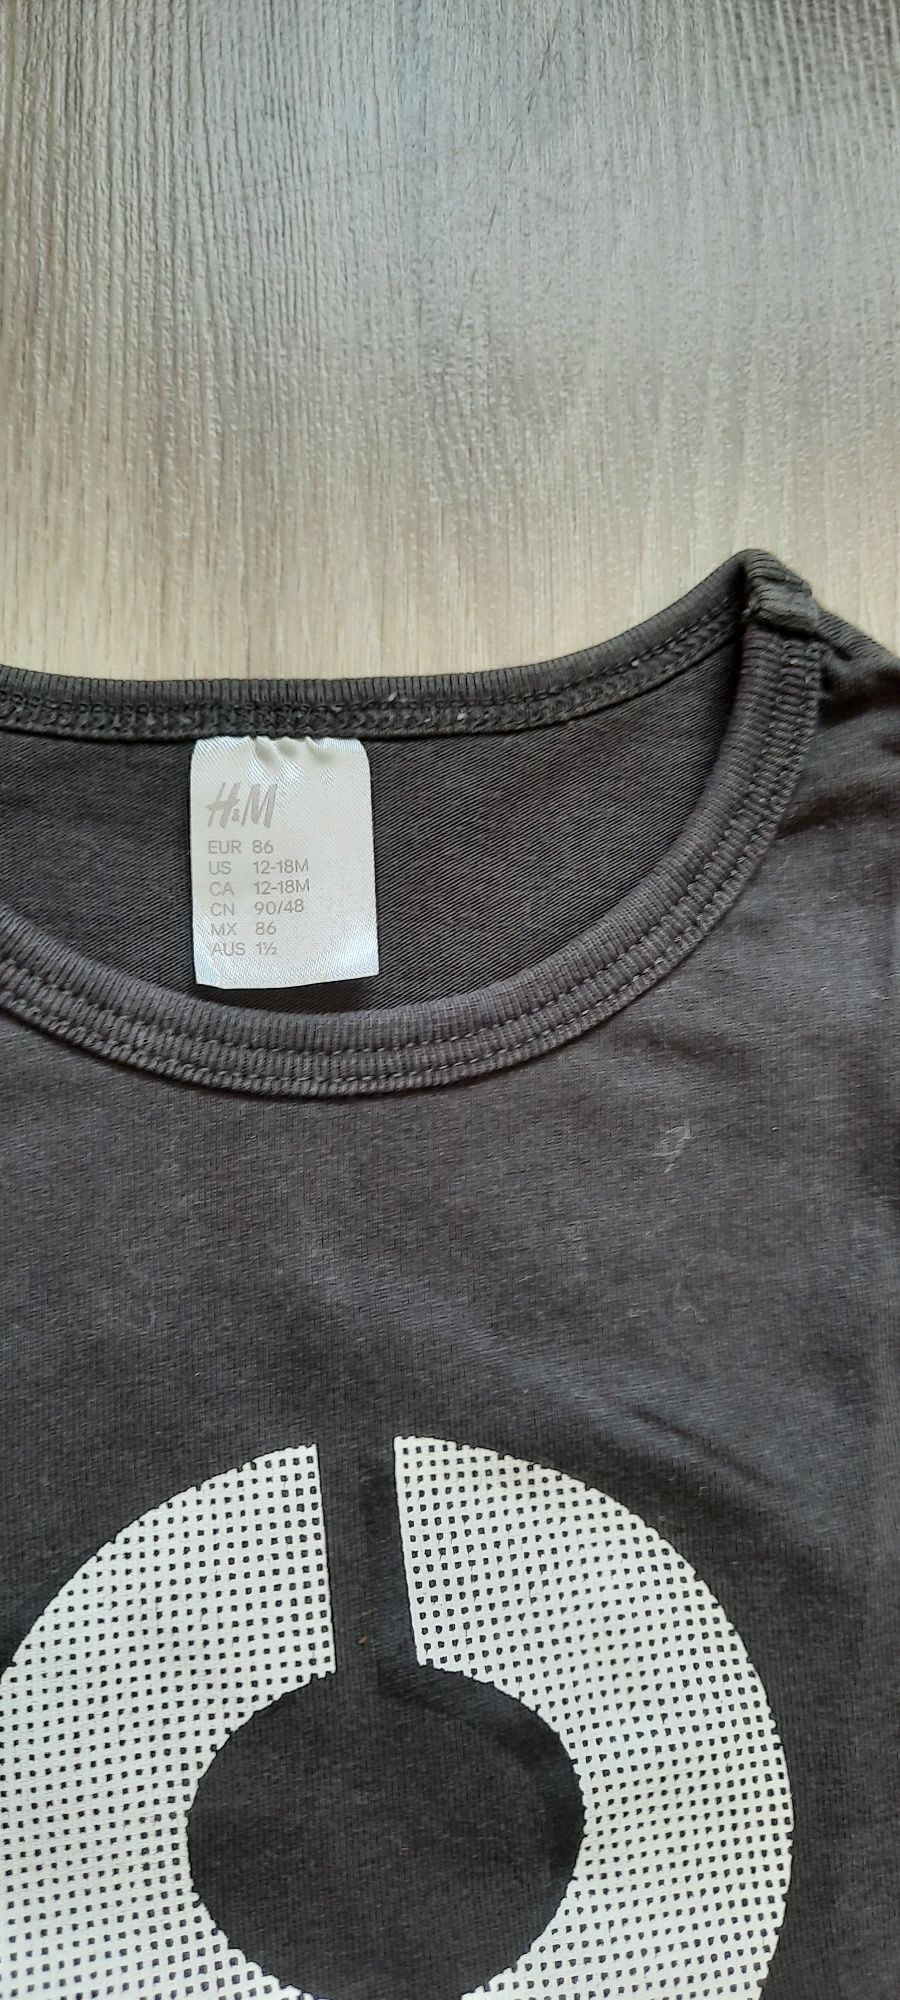 H&M
EUR 86
US 12-18M
CA 12-18M
CN 90/48
MX 86
AUS 1½